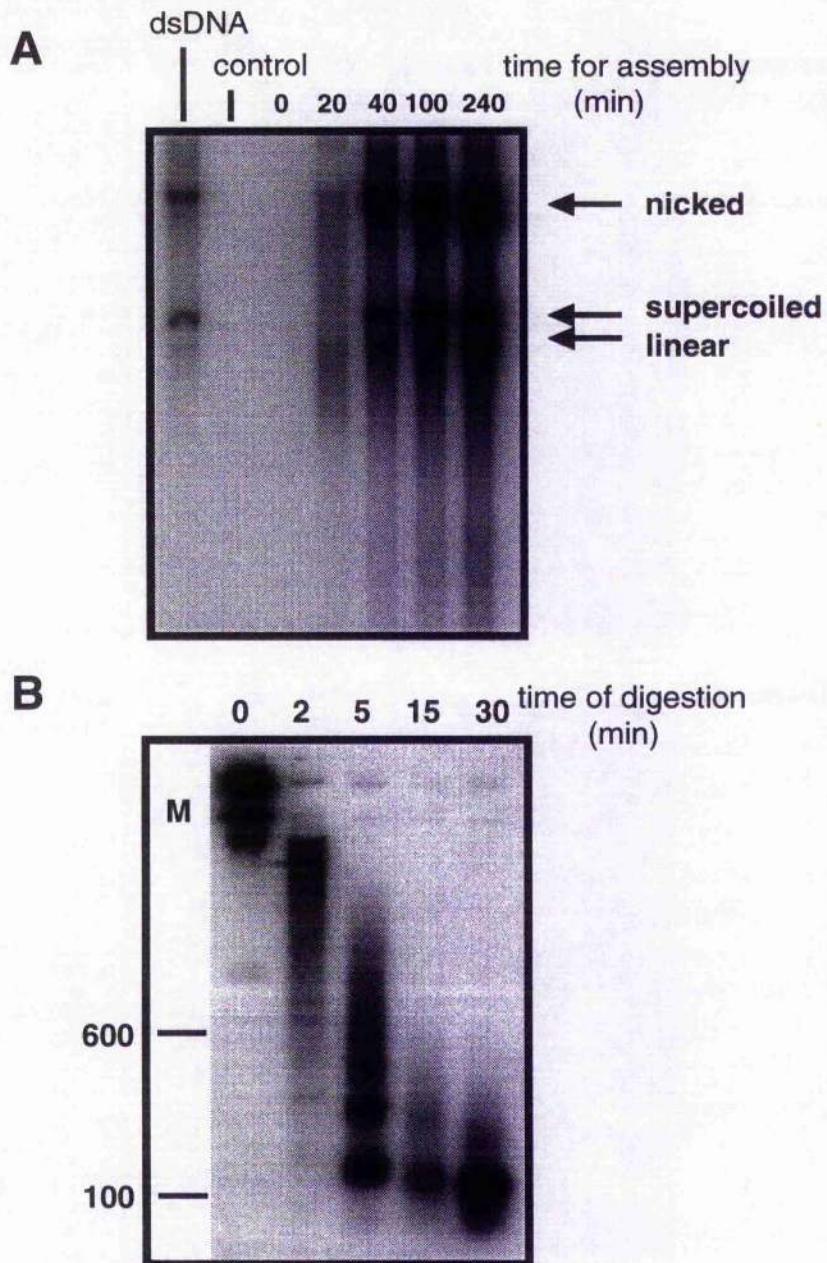 A
dsDNA
control
0 20 40 100 240
time for assembly
(min)
nicked
supercoiled
linear
B
0 2 5 15 30
time of digestion
(min)
M
600
100